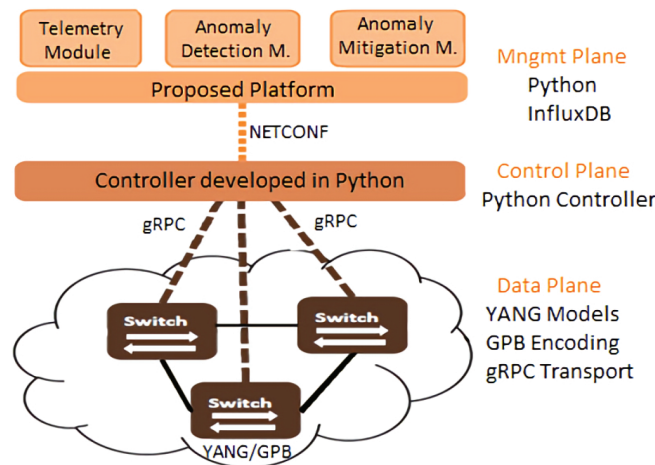 Telemetry
Module
Anomaly
Detection M.
Anomaly
Mitigation M.
Mngmt Plane
Python
InfluxDB
Proposed Platform
NETCONF
Controller developed in Python
Control Plane
Python Controller
gRPC
gRPC
Data Plane
YANG Models
GPB Encoding
gRPC Transport
Switch
Switch
Switch
YANG/GPB